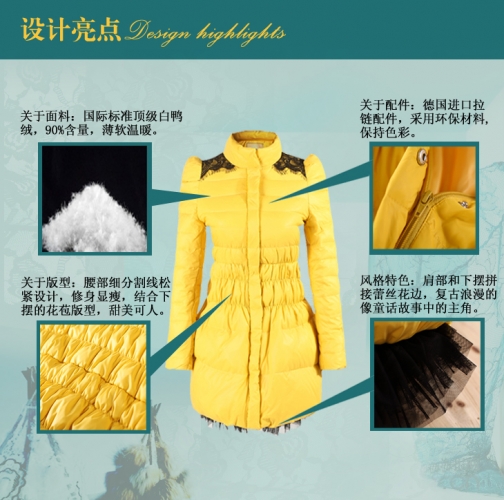 设计亮点 Design highlights
关于面料：国际标准顶级白鸭
绒，90%含量，薄软温暖。
关于配件：德国进口拉
链配件，采用环保材料，
保持色彩。
关于版型：腰部细分割线松
紧设计，修身显瘦，结合下
摆的花苞版型，甜美可人。
风格特色：肩部和下摆拼
接蕾丝花边，复古浪漫的
像童话故事中的主角。